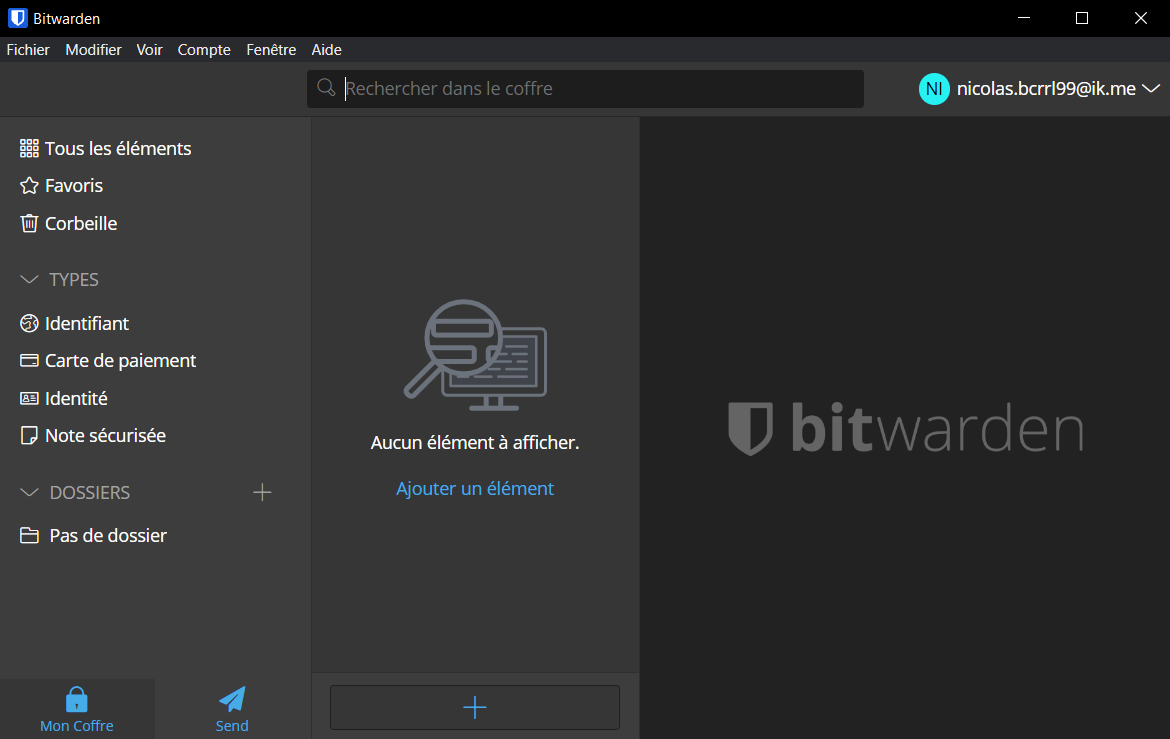 Bitwarden
Fichier Modifier Voir Compte Fenêtre Aide
Rechercher dans le coffre
NI nicolas.bcrrl99@ik.me
Tous les éléments
Favoris
Corbeille
TYPES
Identifiant
Carte de paiement
Identité
Note sécurisée
DOSSIERS
Pas de dossier
Aucun élément à afficher.
Ajouter un élément
bitwarden
Mon Coffre
Send